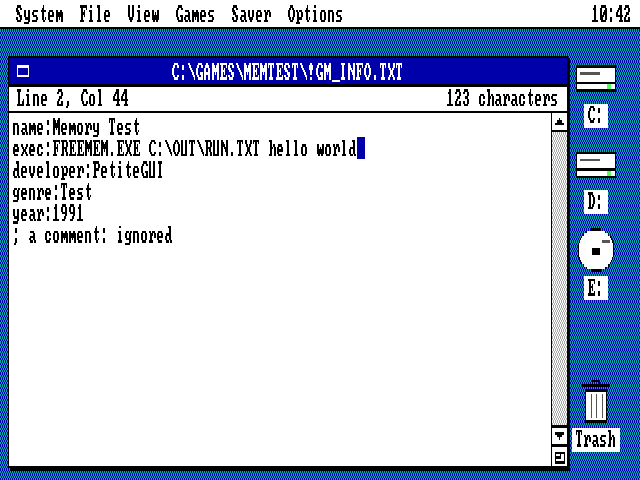 System File View Games Saver Options 10:42
C:\GAMES\MEMTEST\!GM_INFO.TXT
Line 2, Col 44 123 characters
name:Memory Test
exec:FREEMEM.EXE C:\OUT\RUN.TXT hello world
developer:PetiteGUI
genre:Test
year:1991
; a comment: ignored
C:
D:
E:
Trash